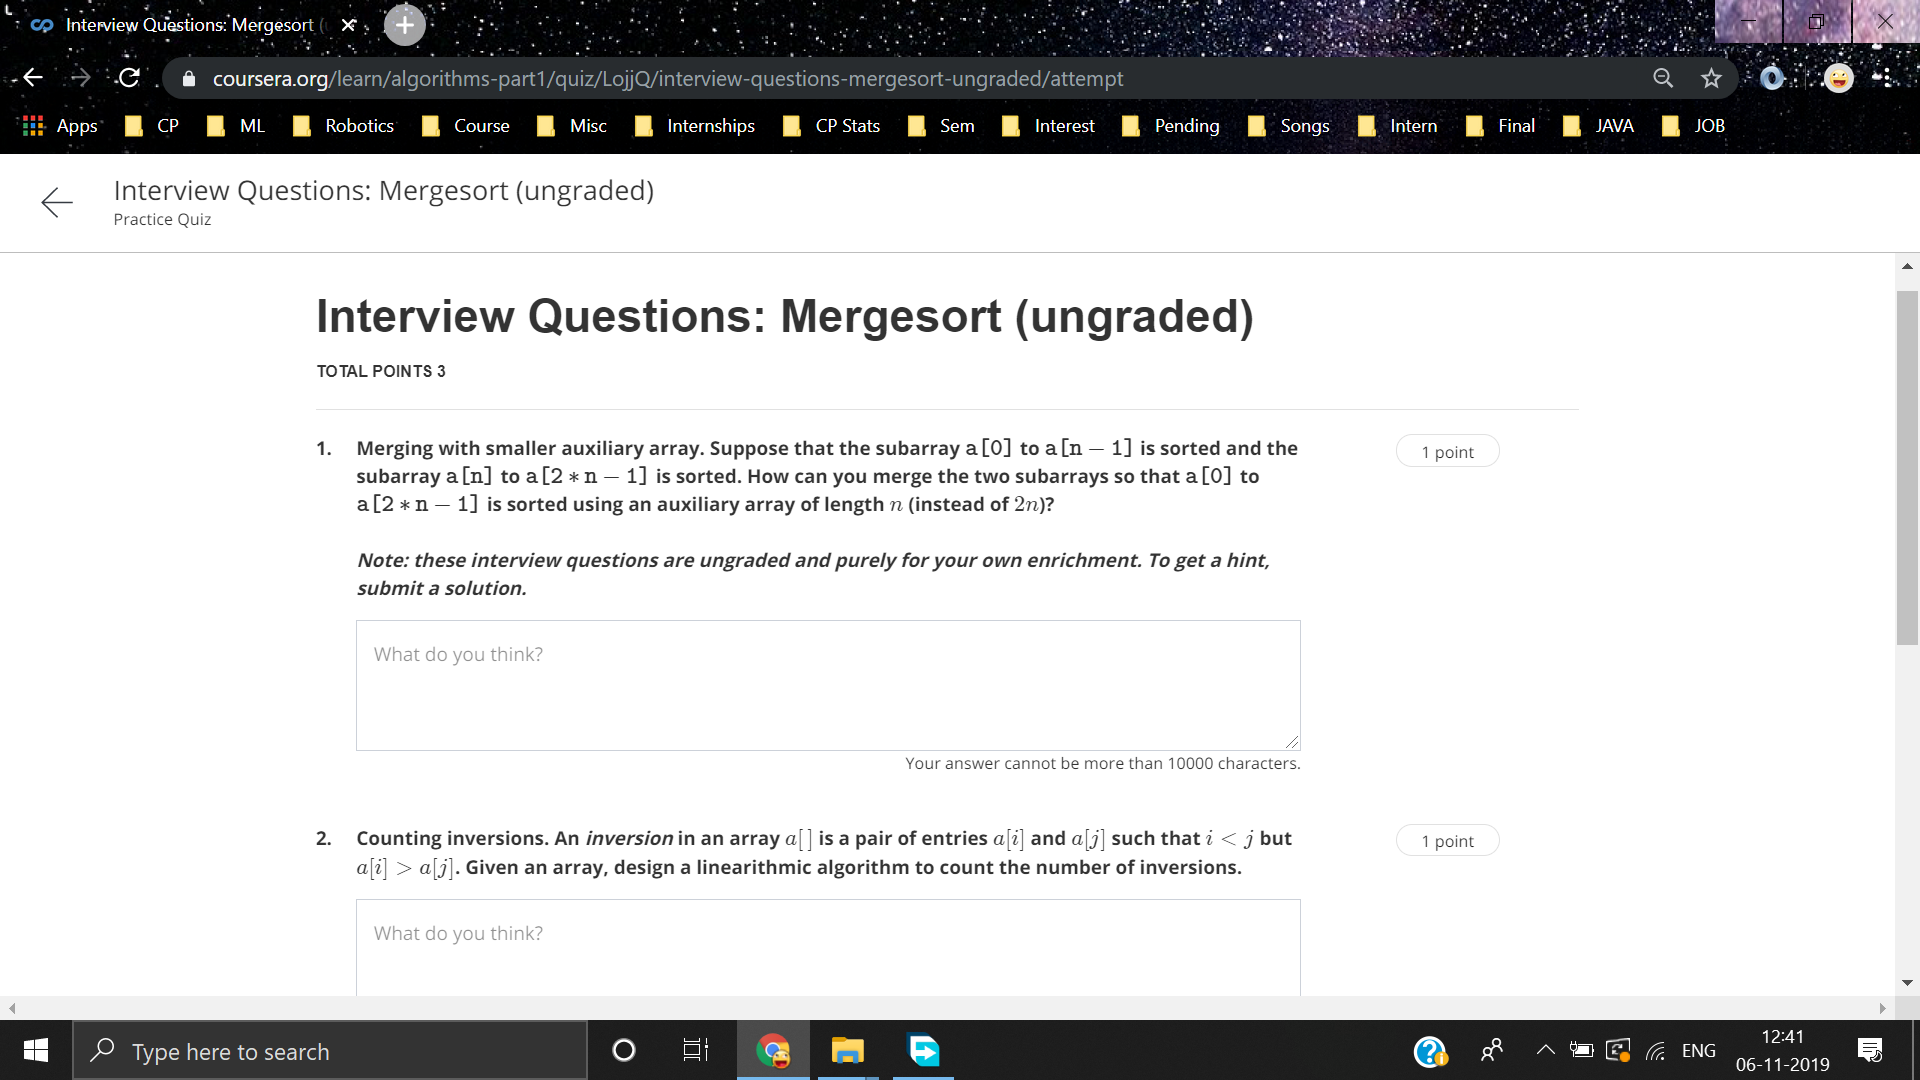 Interview Questions: Mergesort (
coursera.org/learn/algorithms-part1/quiz/LojjQ/interview-questions-mergesort-ungraded/attempt
Apps CP ML Robotics Course Misc Internships CP Stats Sem Interest Pending Songs Intern Final JAVA JOB
Interview Questions: Mergesort (ungraded)
Practice Quiz
Interview Questions: Mergesort (ungraded)
TOTAL POINTS 3
1. Merging with smaller auxiliary array. Suppose that the subarray a[0] to a[n − 1] is sorted and the 1 point
subarray a[n] to a[2 * n − 1] is sorted. How can you merge the two subarrays so that a[0] to
a[2 * n − 1] is sorted using an auxiliary array of length n (instead of 2n)?
Note: these interview questions are ungraded and purely for your own enrichment. To get a hint,
submit a solution.
What do you think?
Your answer cannot be more than 10000 characters.
2. Counting inversions. An inversion in an array a[ ] is a pair of entries a[i] and a[j] such that i < j but 1 point
a[i] > a[j]. Given an array, design a linearithmic algorithm to count the number of inversions.
What do you think?
Type here to search
ENG
12:41
06-11-2019